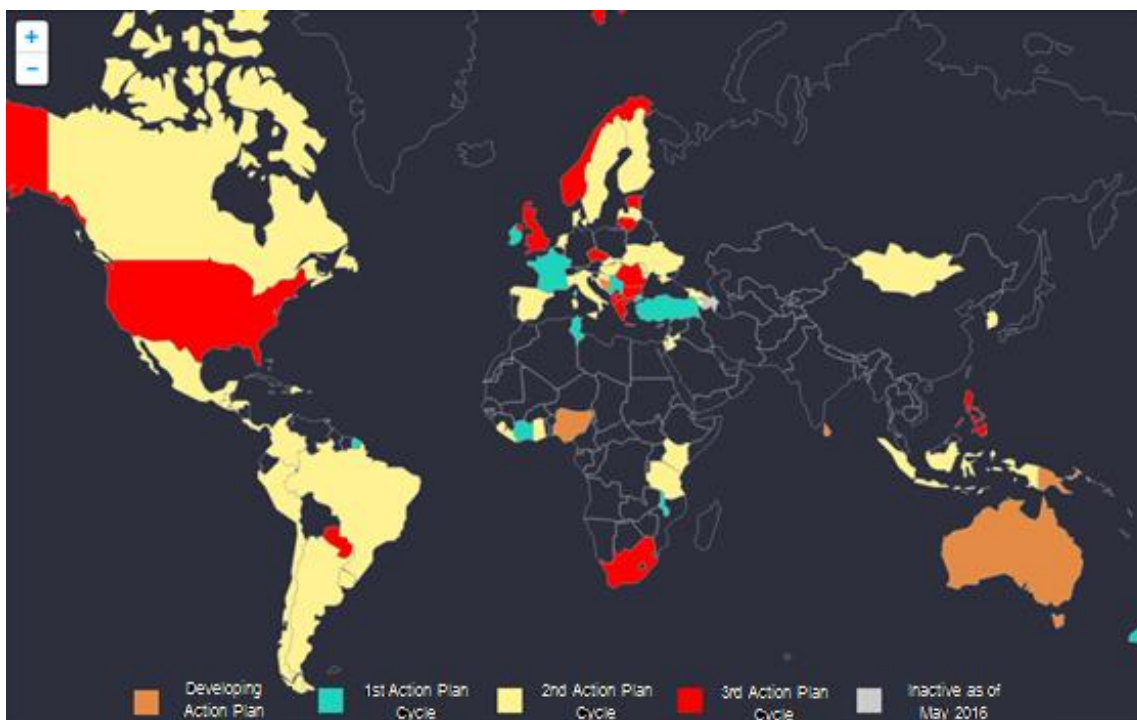 +
−
Developing
Action Plan
1st Action Plan
Cycle
2nd Action Plan
Cycle
3rd Action Plan
Cycle
Inactive as of
May 2016